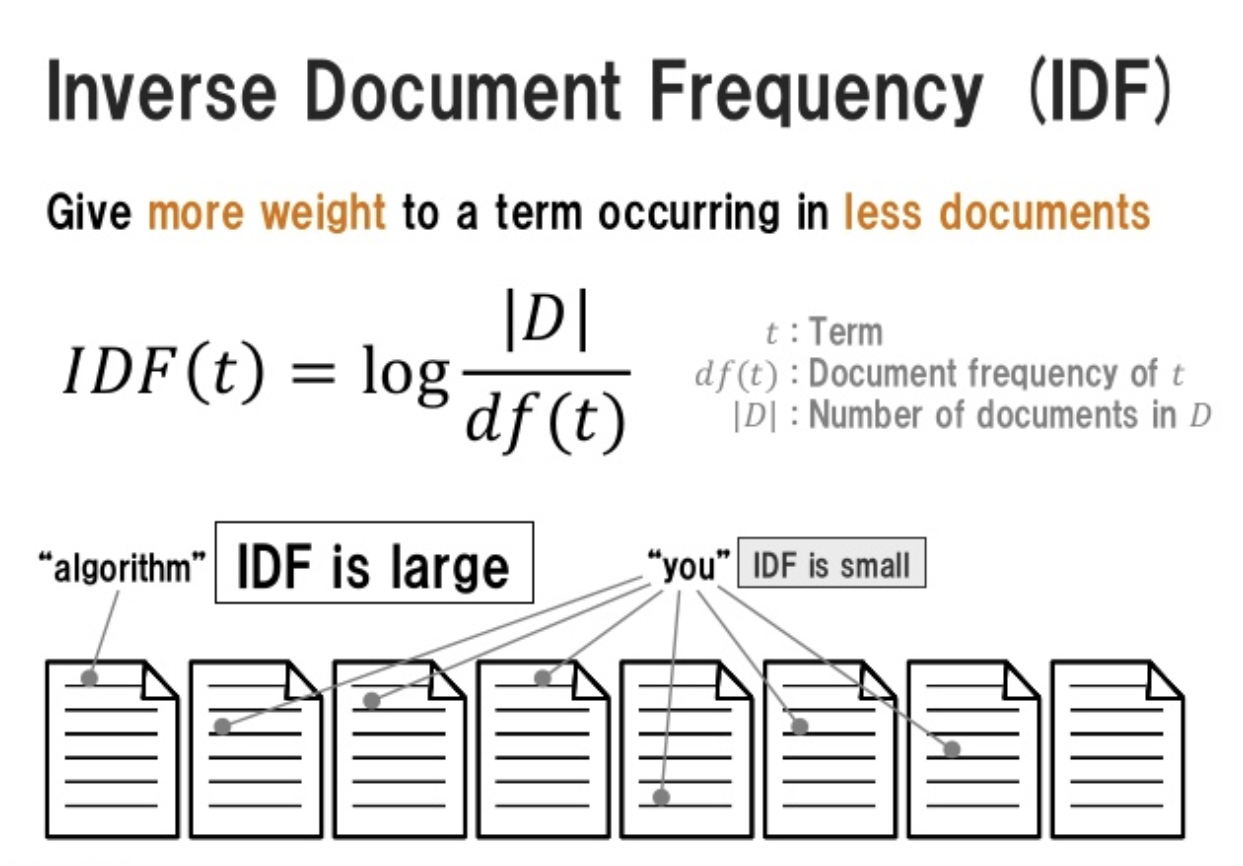 Inverse Document Frequency (IDF)
Give more weight to a term occurring in less documents
IDF(t) = log |D| / df(t)
t : Term
df(t) : Document frequency of t
|D| : Number of documents in D
“algorithm” IDF is large
“you” IDF is small